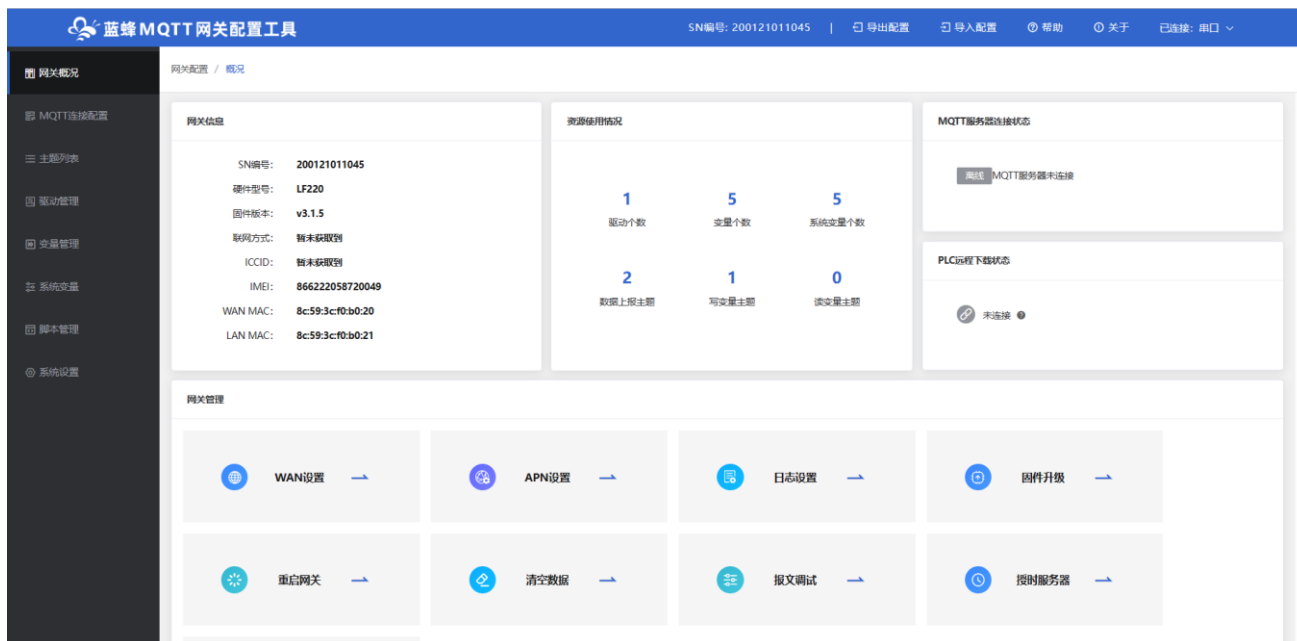 蓝蜂MQTT网关配置工具
SN编号: 200121011045 | 导出配置 导入配置 帮助 关于 已连接: 串口
网关概况
MQTT连接配置
主题列表
驱动管理
变量管理
系统变量
脚本管理
系统设置
网关配置 / 概况
网关信息
SN编号: 200121011045
硬件型号: LF220
固件版本: v3.1.5
联网方式: 暂未获取到
ICCID: 暂未获取到
IMEI: 866222058720049
WAN MAC: 8c:59:3c:f0:b0:20
LAN MAC: 8c:59:3c:f0:b0:21
资源使用情况
1 5 5
驱动个数 变量个数 系统变量个数
2 1 0
数据上报主题 写变量主题 读变量主题
MQTT服务器连接状态
离线 MQTT服务器未连接
PLC远程下载状态
未连接
网关管理
WAN设置 APN设置 日志设置 固件升级
重启网关 清空数据 报文调试 授时服务器